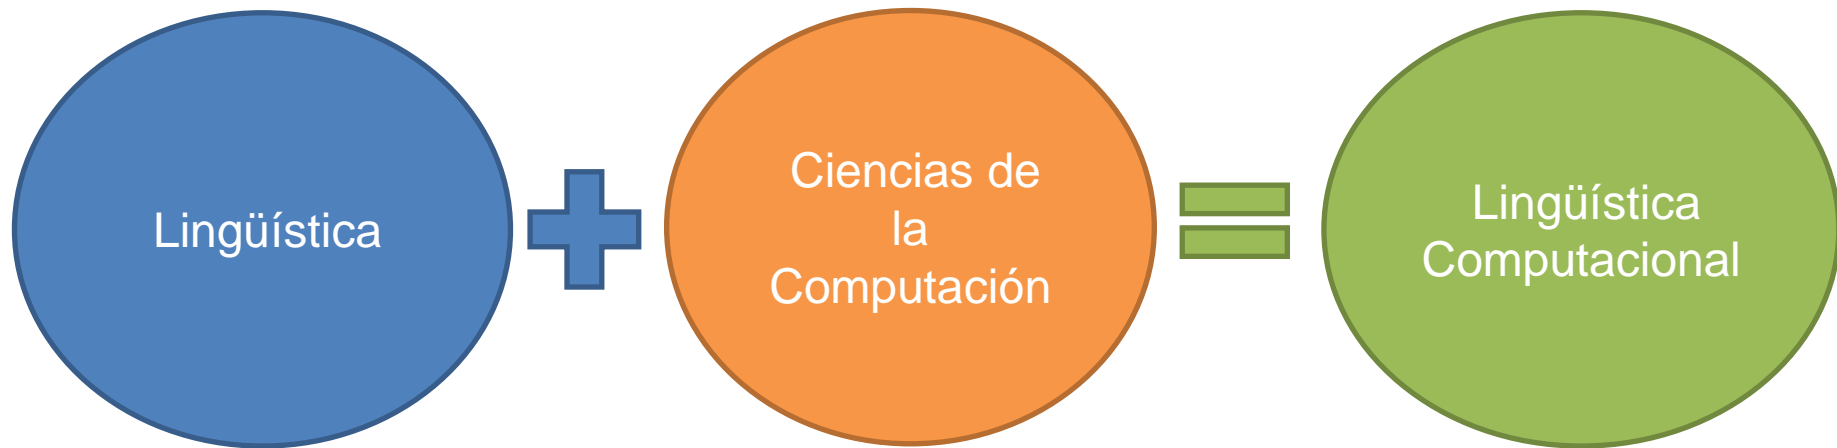 Lingüística
Ciencias de
la
Computación
Lingüística
Computacional